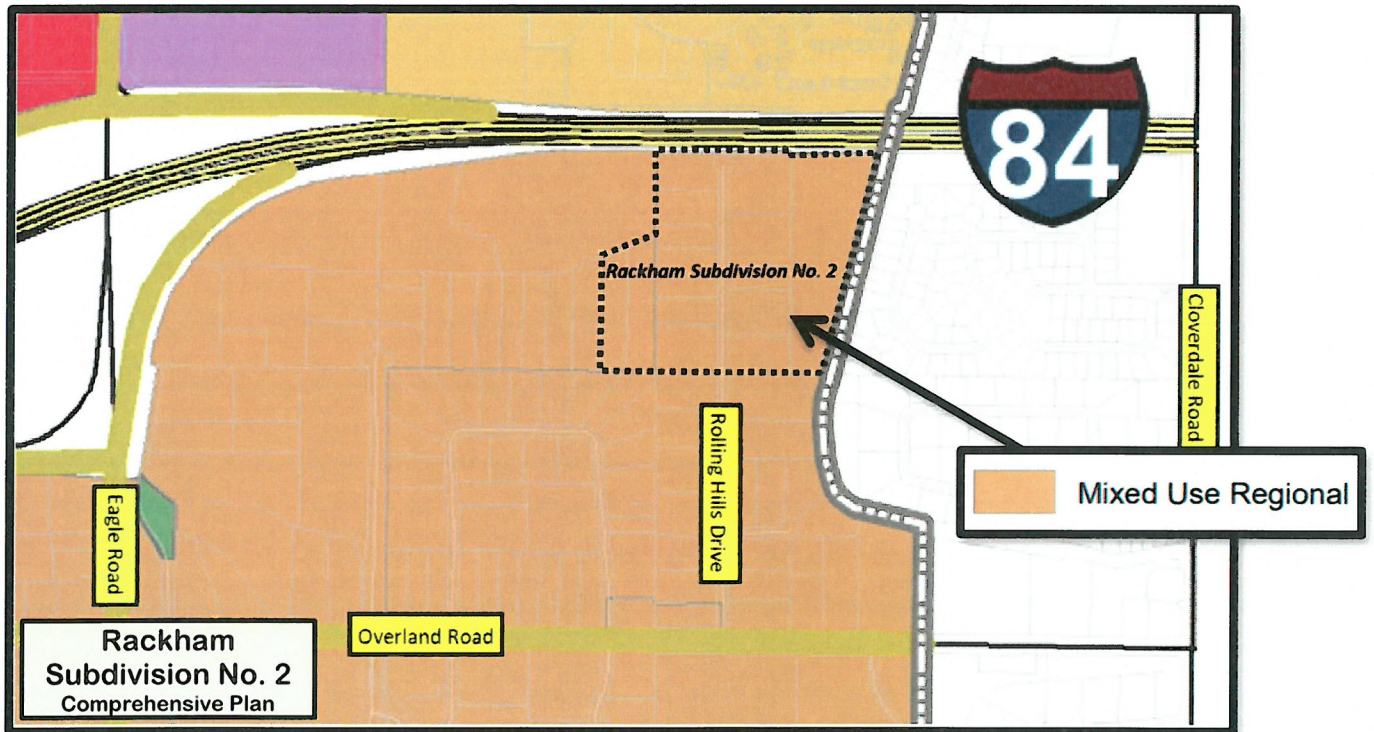 84
Rackham Subdivision No. 2
Cloverdale Road
Rolling Hills Drive
Mixed Use Regional
Eagle Road
Overland Road
Rackham
Subdivision No. 2
Comprehensive Plan